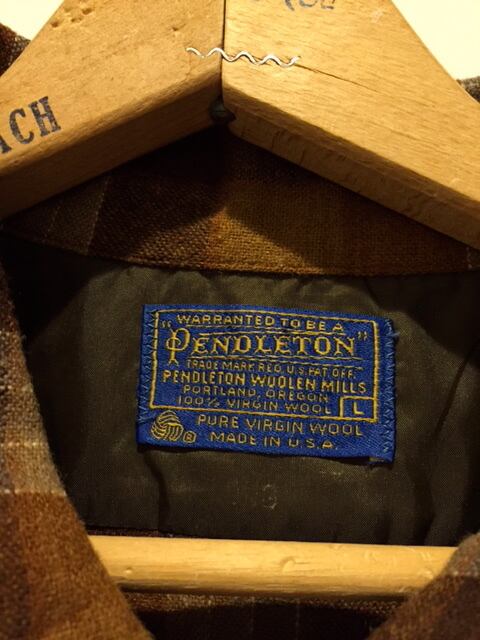 ACH
WARRANTED TO BE A
"PENDLETON"
TRADE MARK REG. U.S. PAT. OFF.
PENDLETON WOOLEN MILLS
PORTLAND, OREGON
100% VIRGIN WOOL L
PURE VIRGIN WOOL
® MADE IN U.S.A.